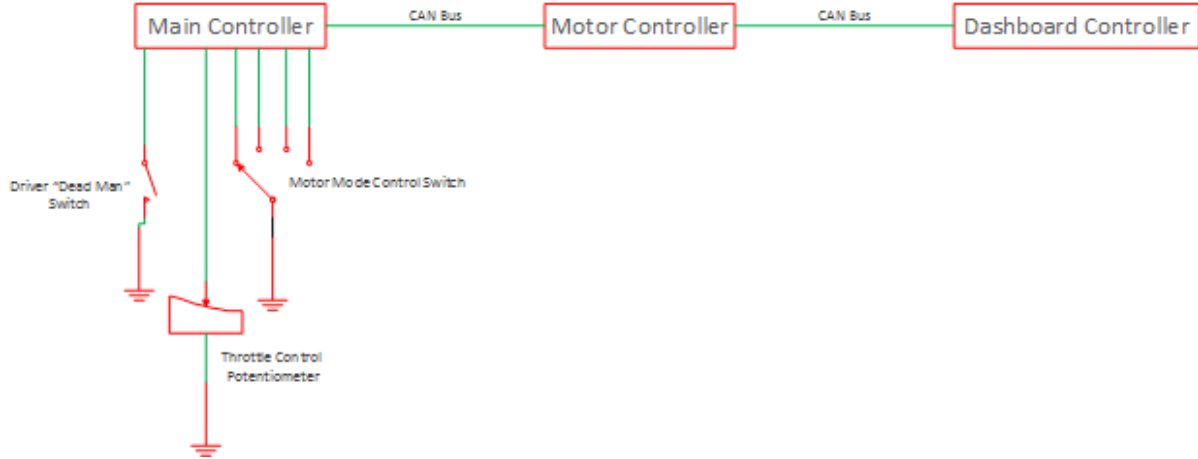 Main Controller
CAN Bus
Motor Controller
CAN Bus
Dashboard Controller
Driver “Dead Man”
Switch
Motor Mode Control Switch
Throttle Control
Potentiometer